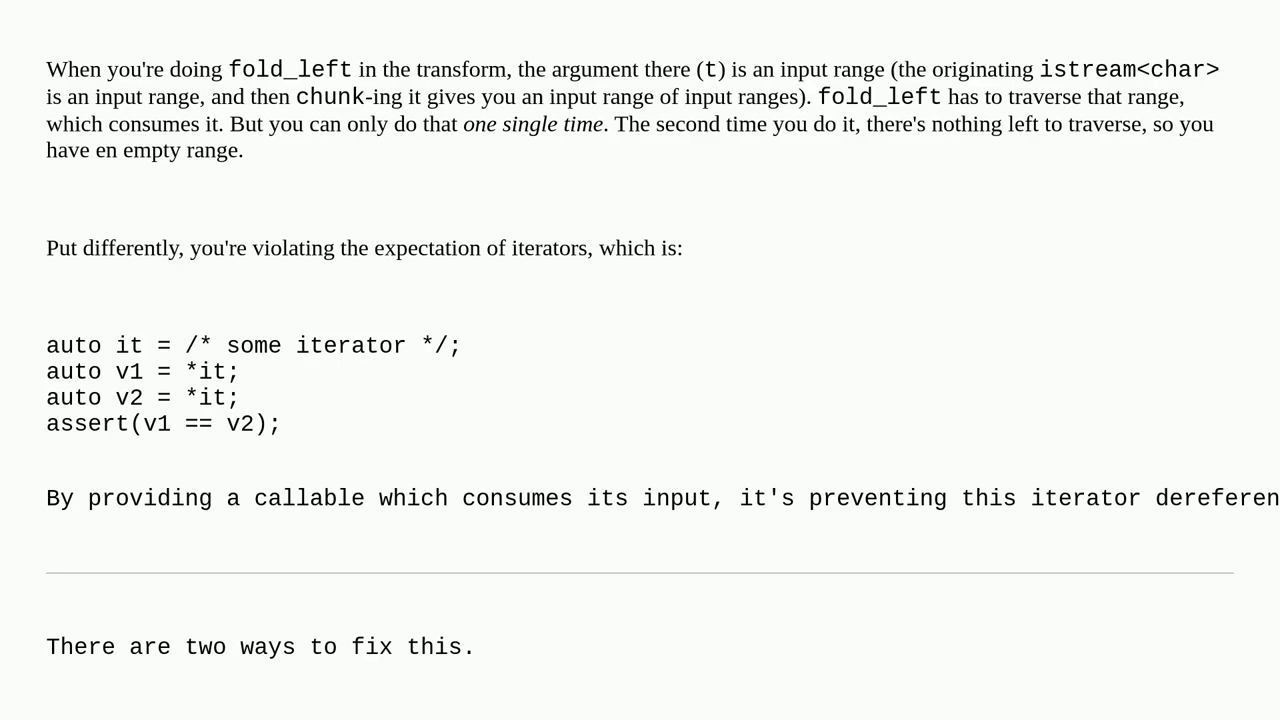 When you're doing fold_left in the transform, the argument there (t) is an input range (the originating istream<char>
is an input range, and then chunk-ing it gives you an input range of input ranges). fold_left has to traverse that range,
which consumes it. But you can only do that one single time. The second time you do it, there's nothing left to traverse, so you
have en empty range.
Put differently, you're violating the expectation of iterators, which is:
auto it = /* some iterator */;
auto v1 = *it;
auto v2 = *it;
assert(v1 == v2);
By providing a callable which consumes its input, it's preventing this iterator
There are two ways to fix this.